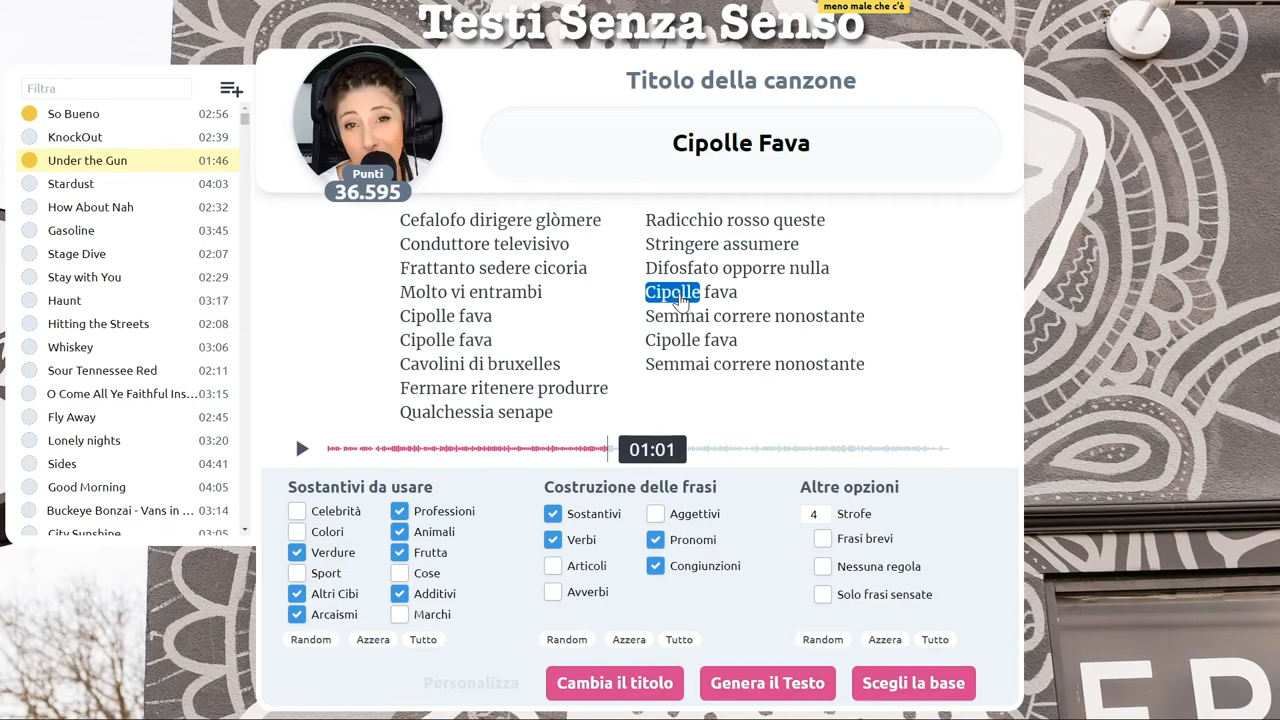 meno male che c'è
Testi Senza Senso
Filtra
So Bueno 02:56
KnockOut 02:39
Under the Gun 01:46
Stardust 04:03
How About Nah 02:32
Gasoline 03:45
Stage Dive 02:07
Stay with You 02:29
Haunt 03:17
Hitting the Streets 02:08
Whiskey 03:06
Sour Tennessee Red 02:11
O Come All Ye Faithful Ins... 03:15
Fly Away 02:45
Lonely nights 03:20
Sides 04:41
Good Morning 04:05
Buckeye Bonzai - Vans in ... 03:14
City Sunshine 03:05
Punti
36.595
Titolo della canzone
Cipolle Fava
Cefalofo dirigere glòmere
Conduttore televisivo
Frattanto sedere cicoria
Molto vi entrambi
Cipolle fava
Cipolle fava
Cavolini di bruxelles
Fermare ritenere produrre
Qualchessia senape
Radicchio rosso queste
Stringere assumere
Difosfato opporre nulla
Cipolle fava
Semmai correre nonostante
Cipolle fava
Semmai correre nonostante
01:01
Sostantivi da usare
Celebrità Professioni
Colori Animali
Verdure Frutta
Sport Cose
Altri Cibi Additivi
Arcaismi Marchi
Random Azzera Tutto
Costruzione delle frasi
Sostantivi Aggettivi
Verbi Pronomi
Articoli Congiunzioni
Avverbi
Random Azzera Tutto
Altre opzioni
4 Strofe
Frasi brevi
Nessuna regola
Solo frasi sensate
Random Azzera Tutto
Personalizza
Cambia il titolo
Genera il Testo
Scegli la base